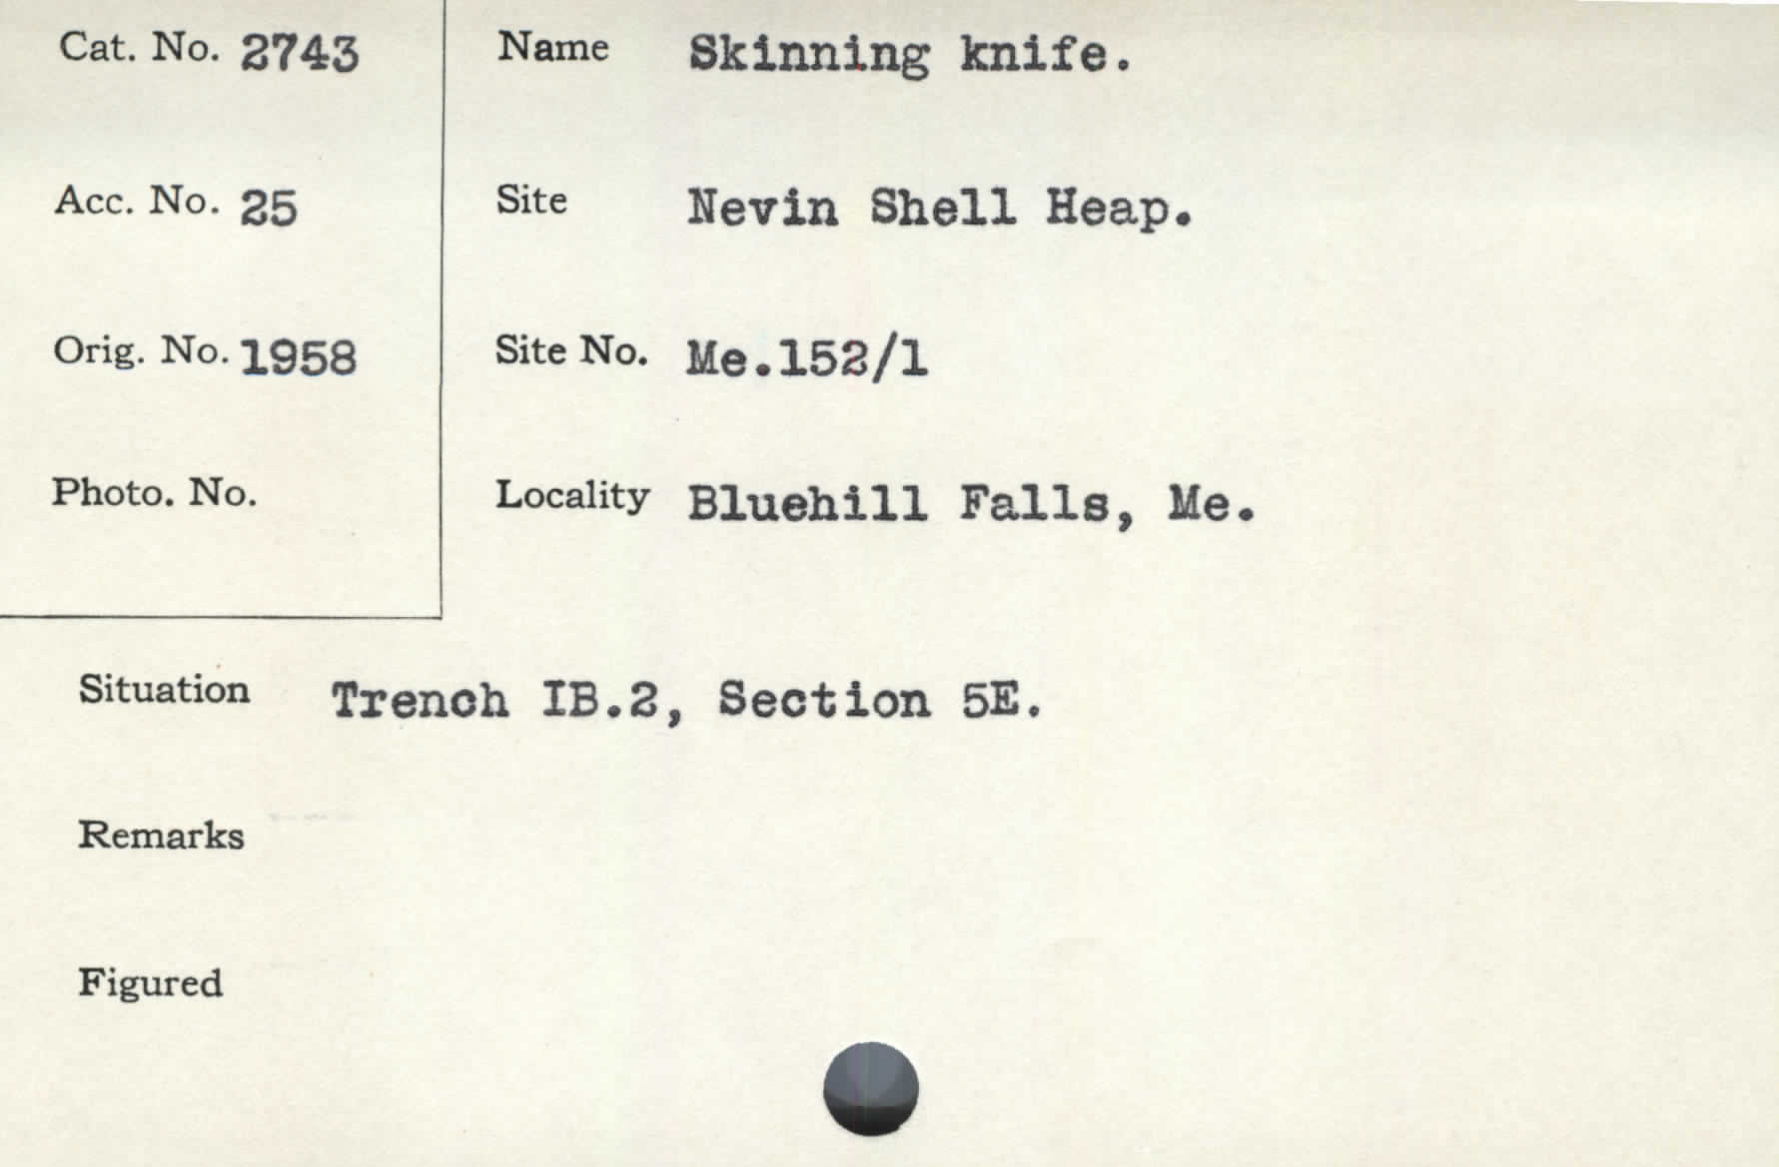 Cat. No. 2743
Name Skinning knife.
Acc. No. 25
Site Nevin Shell Heap.
Orig. No. 1958
Site No. Me.152/1
Photo. No.
Locality Bluehill Falls, Me.
Situation Trench IB.2, Section 5E.
Remarks
Figured